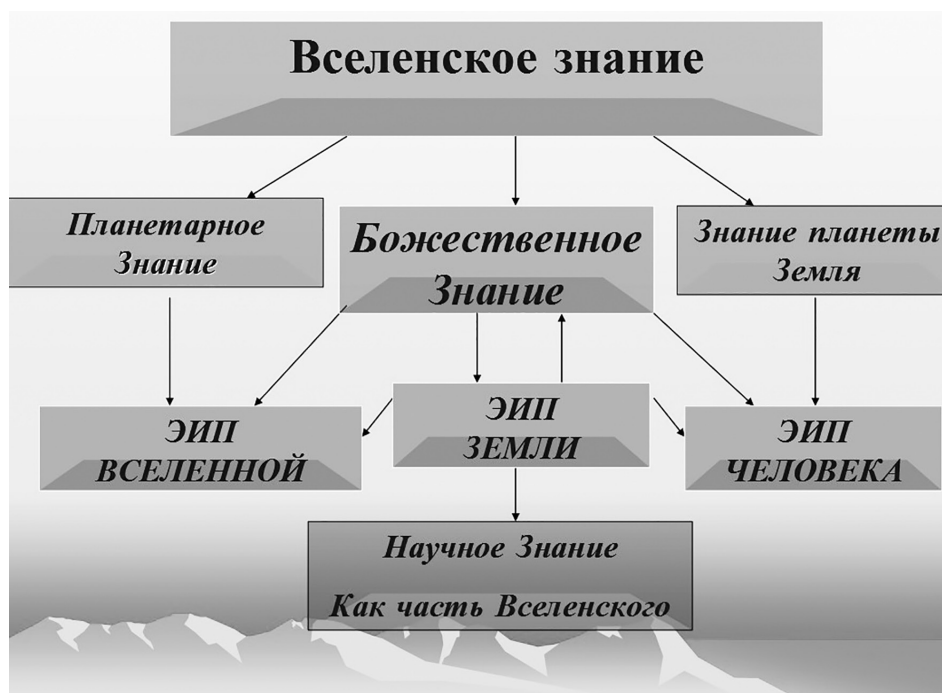 Вселенское знание
Планетарное
Знание
Божественное
Знание
Знание планеты
Земля
ЭИП
ВСЕЛЕННОЙ
ЭИП
ЗЕМЛИ
ЭИП
ЧЕЛОВЕКА
Научное Знание
Как часть Вселенского